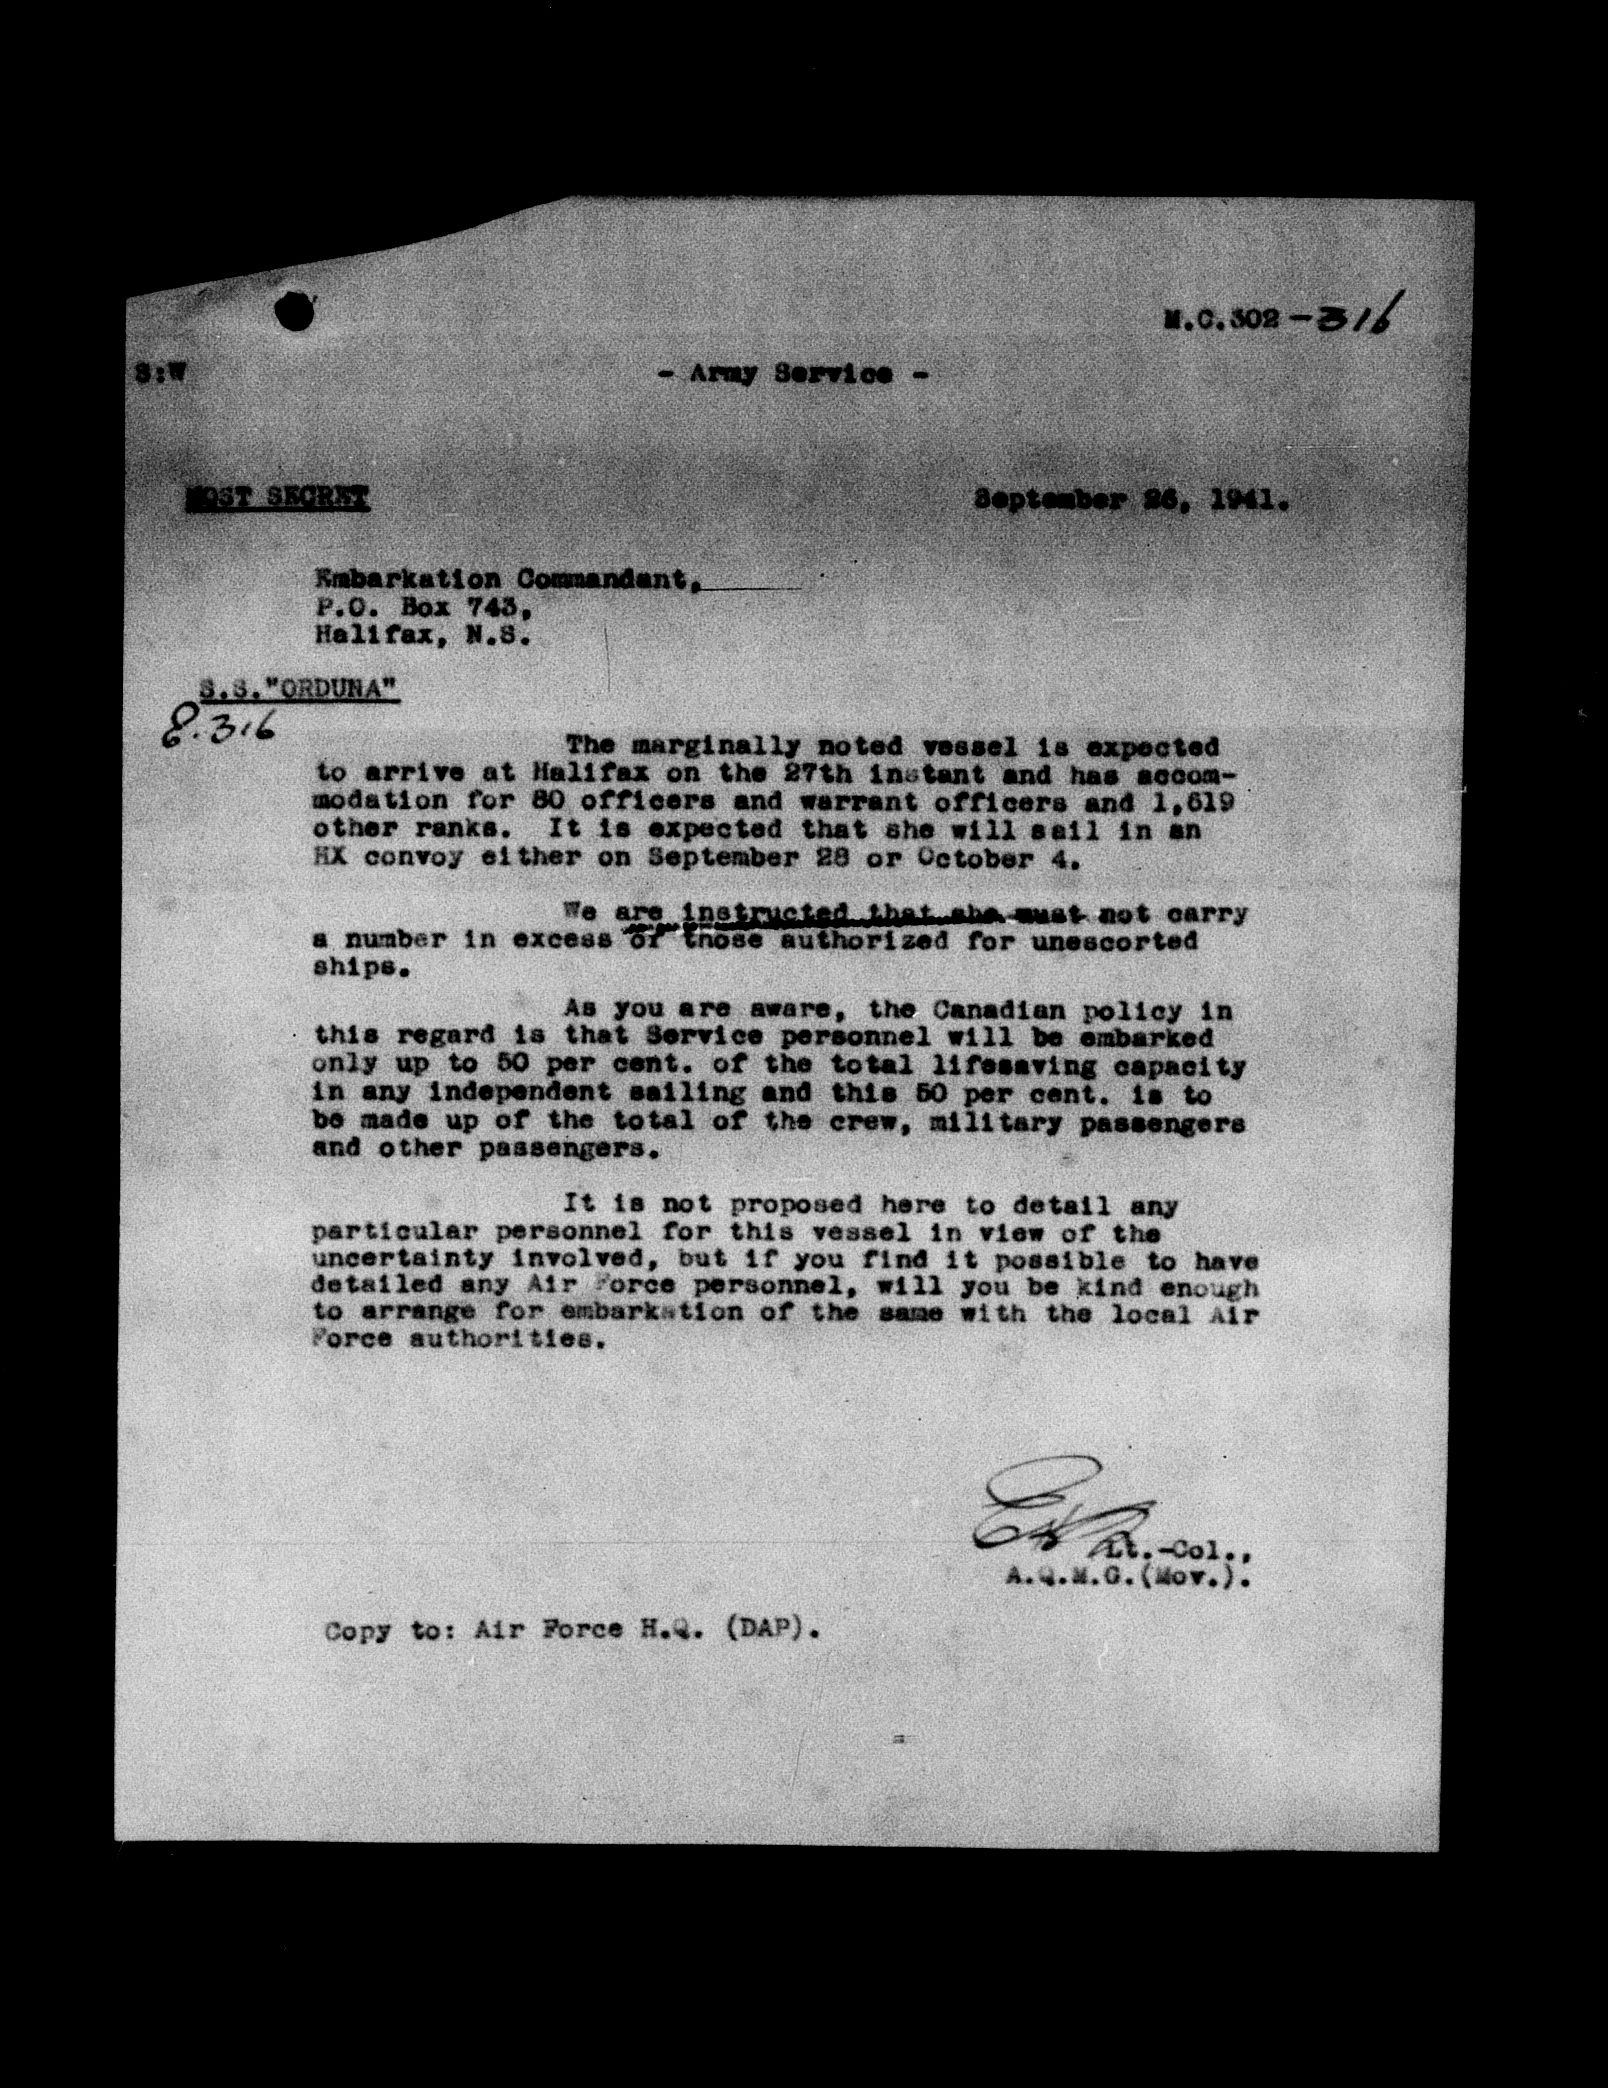 M.C.302-316
S:W
- Army Service -
MOST SECRET
September 26, 1941.
Embarkation Commandant,
P.O. Box 743,
Halifax, N.S.
S.S."ORDUNA"
E.316
The marginally noted vessel is expected
to arrive at Halifax on the 27th instant and has accom-
modation for 80 officers and warrant officers and 1,619
other ranks. It is expected that she will sail in an
HX convoy either on September 28 or October 4.
We are instructed that she must not carry
a number in excess of those authorized for unescorted
ships.
As you are aware, the Canadian policy in
this regard is that Service personnel will be embarked
only up to 50 per cent. of the total lifesaving capacity
in any independent sailing and this 50 per cent. is to
be made up of the total of the crew, military passengers
and other passengers.
It is not proposed here to detail any
particular personnel for this vessel in view of the
uncertainty involved, but if you find it possible to have
detailed any Air Force personnel, will you be kind enough
to arrange for embarkation of the same with the local Air
Force authorities.
Lt.-Col.,
A.Q.M.G.(Mov.).
Copy to: Air Force H.Q. (DAP).